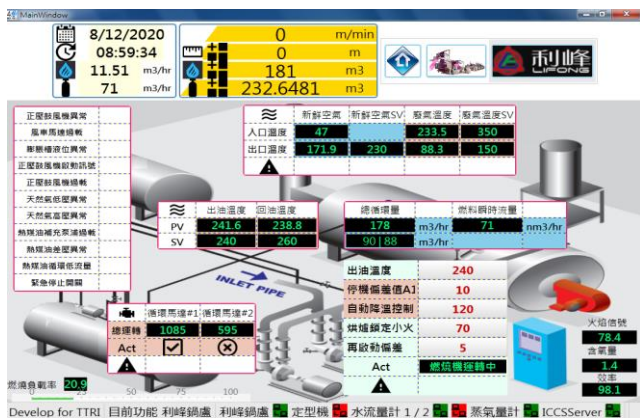 MainWindow
8/12/2020
08:59:34
11.51 m3/hr
71 m3/hr
0 m/min
0 m
181 m3
232.6481 m3
利峰
LIFONG
正壓鼓風機異常
風車馬達過載
膨脹槽液位異常
正壓鼓風機啟動訊號
正壓鼓風機過載
天然氣低壓異常
天然氣高壓異常
熱媒油補充泵浦過載
熱媒油差壓異常
熱媒油循環低流量
緊急停止開關
新鮮空氣 新鮮空氣SV 廢氣溫度 廢氣溫度SV
入口溫度 47 233.5 350
出口溫度 171.9 230 88.3 150
出油溫度 回油溫度
PV 241.6 238.8
SV 240 260
總循環量 燃料瞬時流量
178 m3/hr 71 nm3/hr
90|88 m3/hr
INLET PIPE
出油溫度 240
停機偏差值A1 10
自動降溫控制 120
烘爐鎖定小火 70
再啟動偏差 5
Act 燃燒機運轉中
循環馬達#1 循環馬達#2
總運轉 1085 595
Act
火焰信號
78.4
含氧量
1.4
效率
98.1
燃燒負載率 20.9
0 25 50 75 100
Develop for TTRI 目前功能 利峰鍋爐 利峰鍋爐 定型機 水流量計 1 / 2 蒸氣量計 ICCSServer